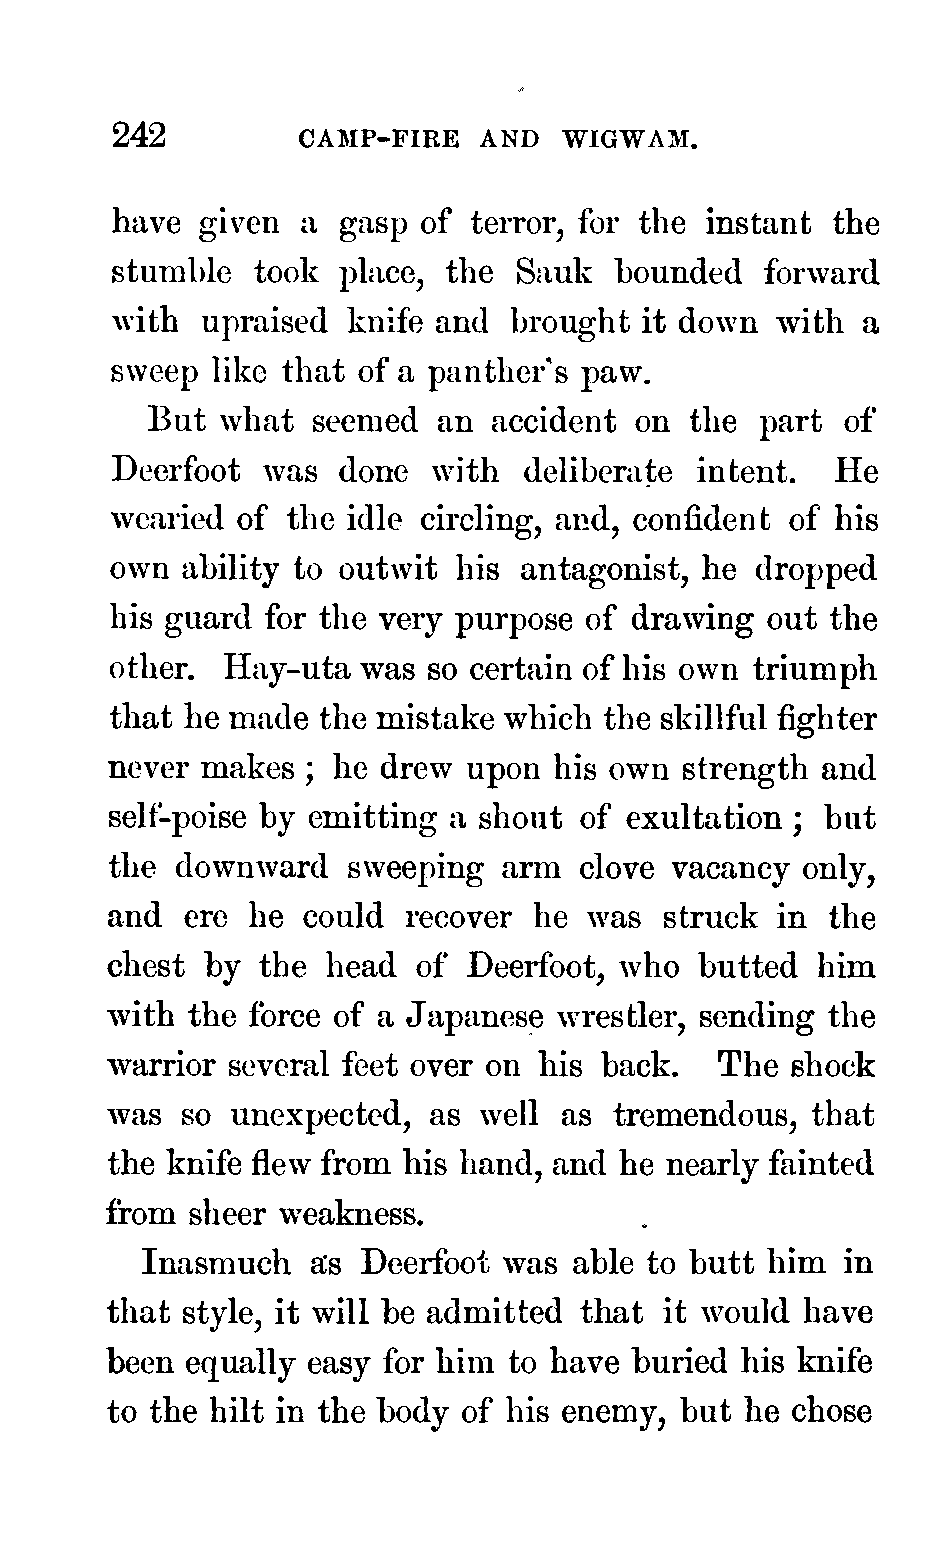 242 CAMP-FIRE AND WIGWAM.
have given a gasp of terror, for the instant the
stumble took place, the Sauk bounded forward
with upraised knife and brought it down with a
sweep like that of a panther's paw.
But what seemed an accident on the part of
Deerfoot was done with deliberate intent. He
wearied of the idle circling, and, confident of his
own ability to outwit his antagonist, he dropped
his guard for the very purpose of drawing out the
other. Hay-uta was so certain of his own triumph
that he made the mistake which the skillful fighter
never makes ; he drew upon his own strength and
self-poise by emitting a shout of exultation ; but
the downward sweeping arm clove vacancy only,
and ere he could recover he was struck in the
chest by the head of Deerfoot, who butted him
with the force of a Japanese wrestler, sending the
warrior several feet over on his back. The shock
was so unexpected, as well as tremendous, that
the knife flew from his hand, and he nearly fainted
from sheer weakness.
Inasmuch as Deerfoot was able to butt him in
that style, it will be admitted that it would have
been equally easy for him to have buried his knife
to the hilt in the body of his enemy, but he chose